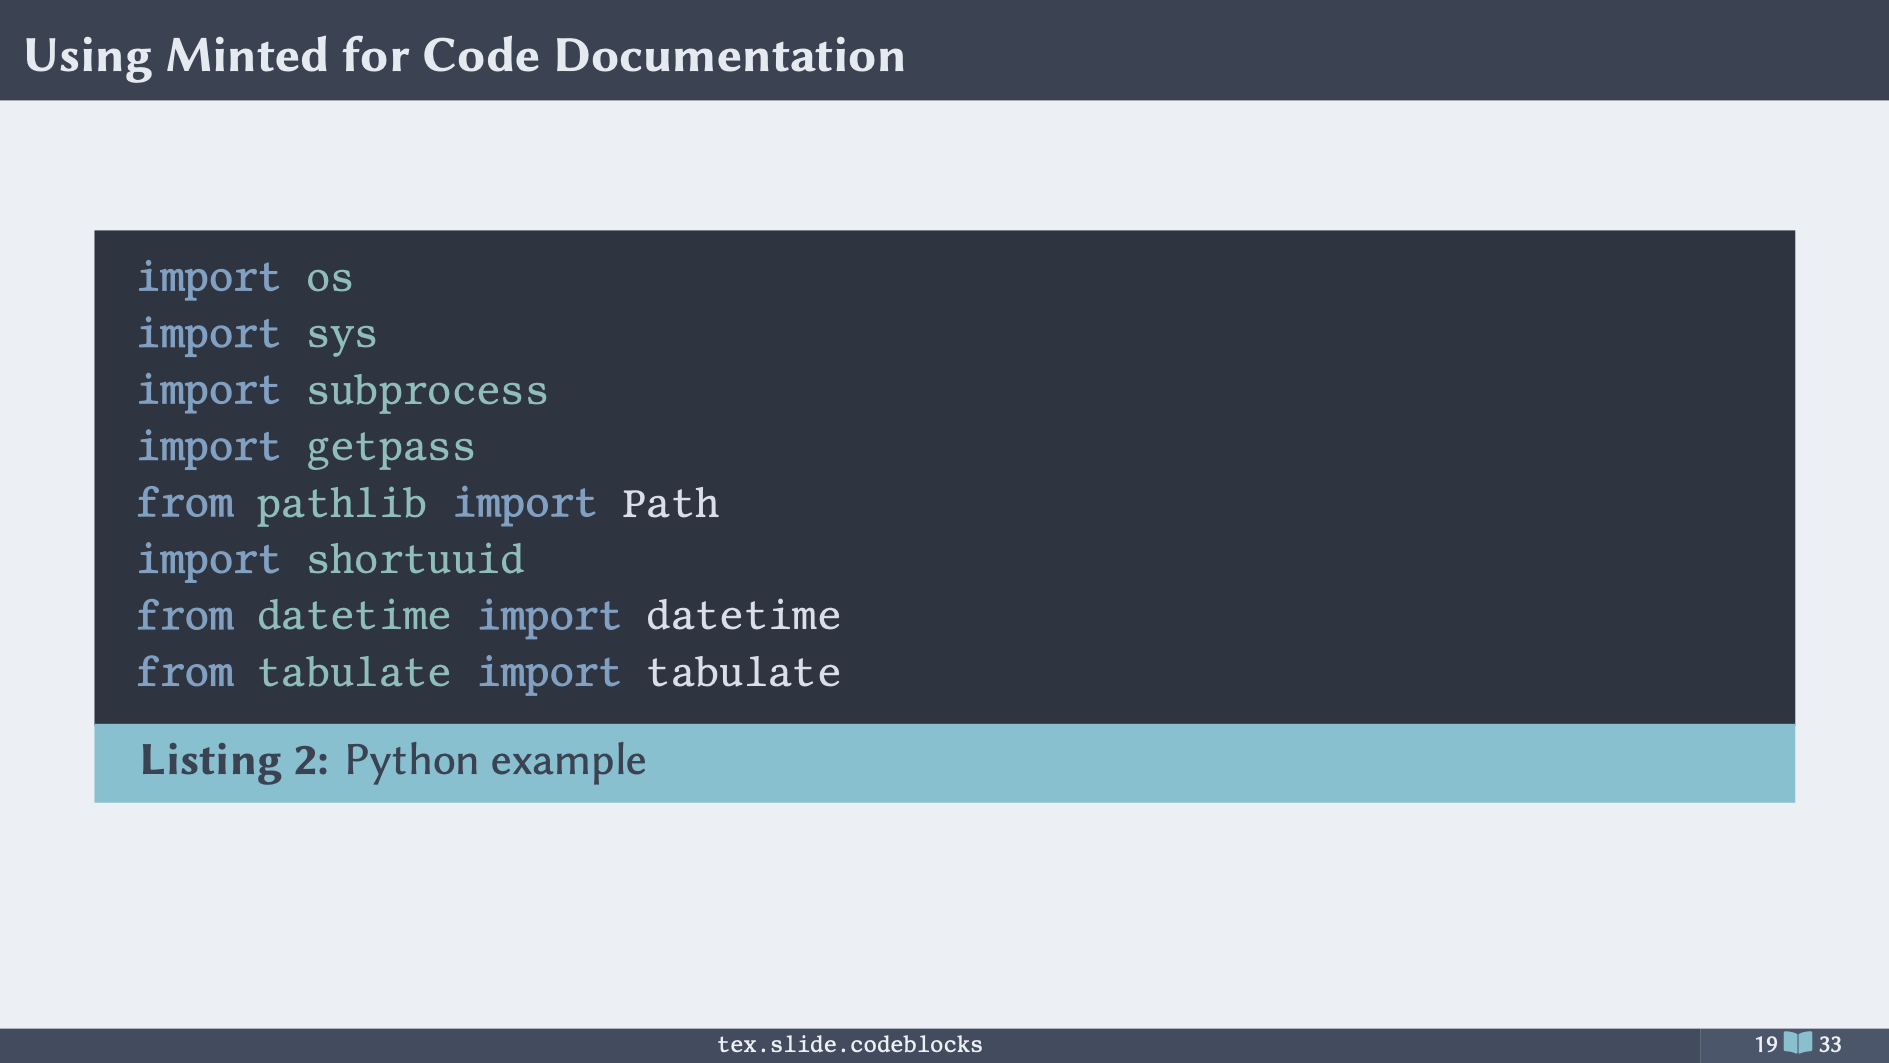 Using Minted for Code Documentation
import os
import sys
import subprocess
import getpass
from pathlib import Path
import shortuuid
from datetime import datetime
from tabulate import tabulate
Listing 2: Python example
tex.slide.codeblocks
19 33